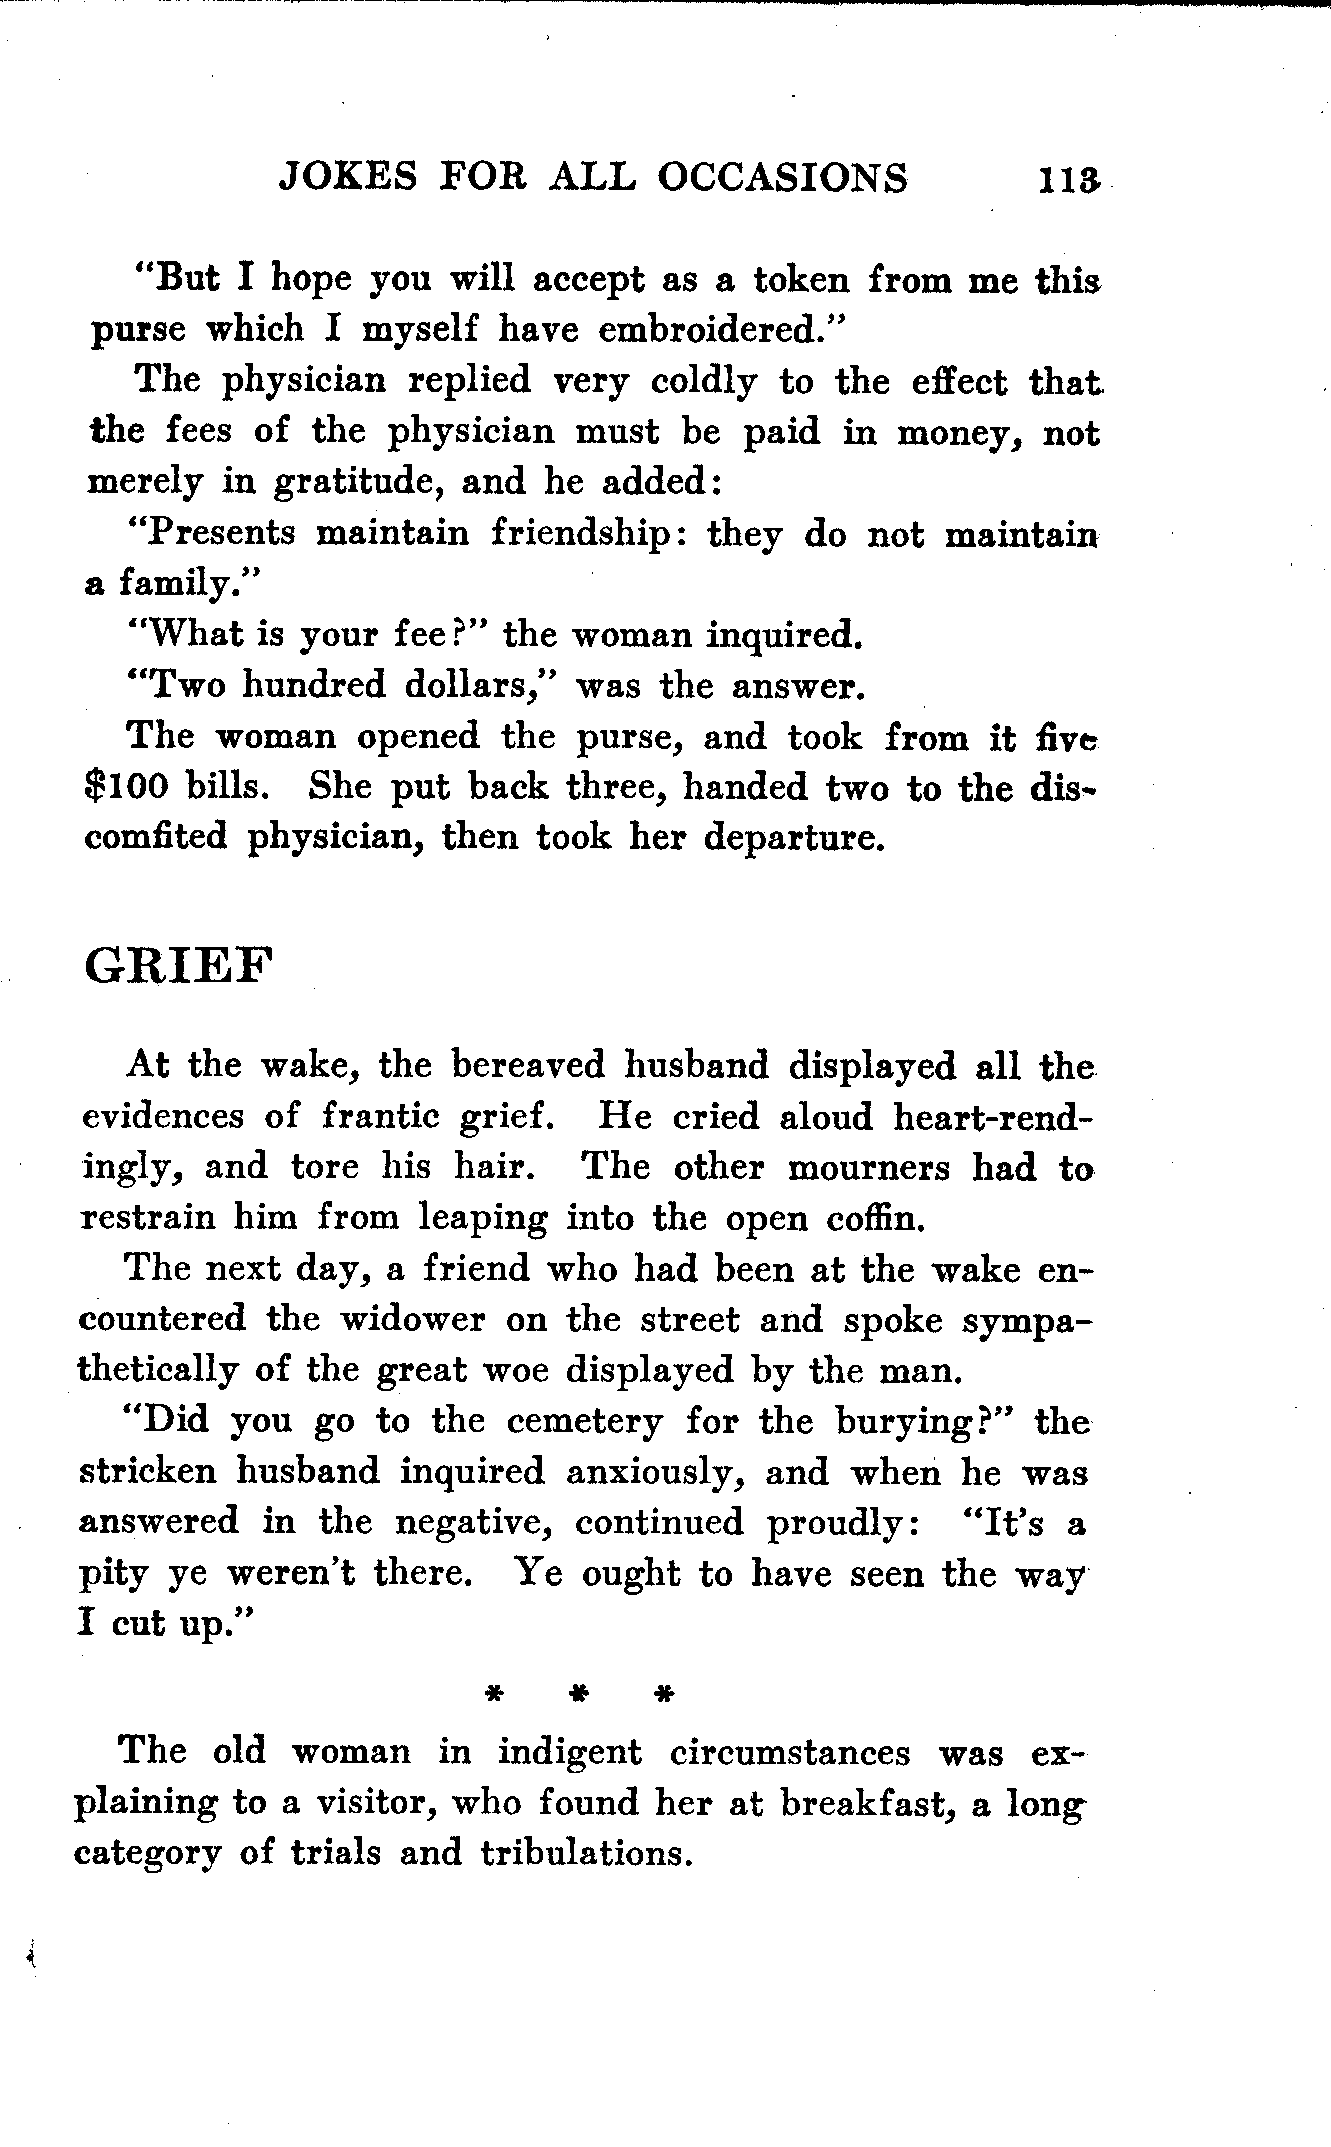 JOKES FOR ALL OCCASIONS 113
"But I hope you will accept as a token from me this
purse which I myself have embroidered."
The physician replied very coldly to the effect that
the fees of the physician must be paid in money, not
merely in gratitude, and he added:
"Presents maintain friendship: they do not maintain
a family."
"What is your fee?" the woman inquired.
"Two hundred dollars," was the answer.
The woman opened the purse, and took from it five
$100 bills. She put back three, handed two to the dis-
comfited physician, then took her departure.
GRIEF
At the wake, the bereaved husband displayed all the
evidences of frantic grief. He cried aloud heart-rend-
ingly, and tore his hair. The other mourners had to
restrain him from leaping into the open coffin.
The next day, a friend who had been at the wake en-
countered the widower on the street and spoke sympa-
thetically of the great woe displayed by the man.
"Did you go to the cemetery for the burying?" the
stricken husband inquired anxiously, and when he was
answered in the negative, continued proudly: "It's a
pity ye weren't there. Ye ought to have seen the way
I cut up."
* * *
The old woman in indigent circumstances was ex-
plaining to a visitor, who found her at breakfast, a long
category of trials and tribulations.